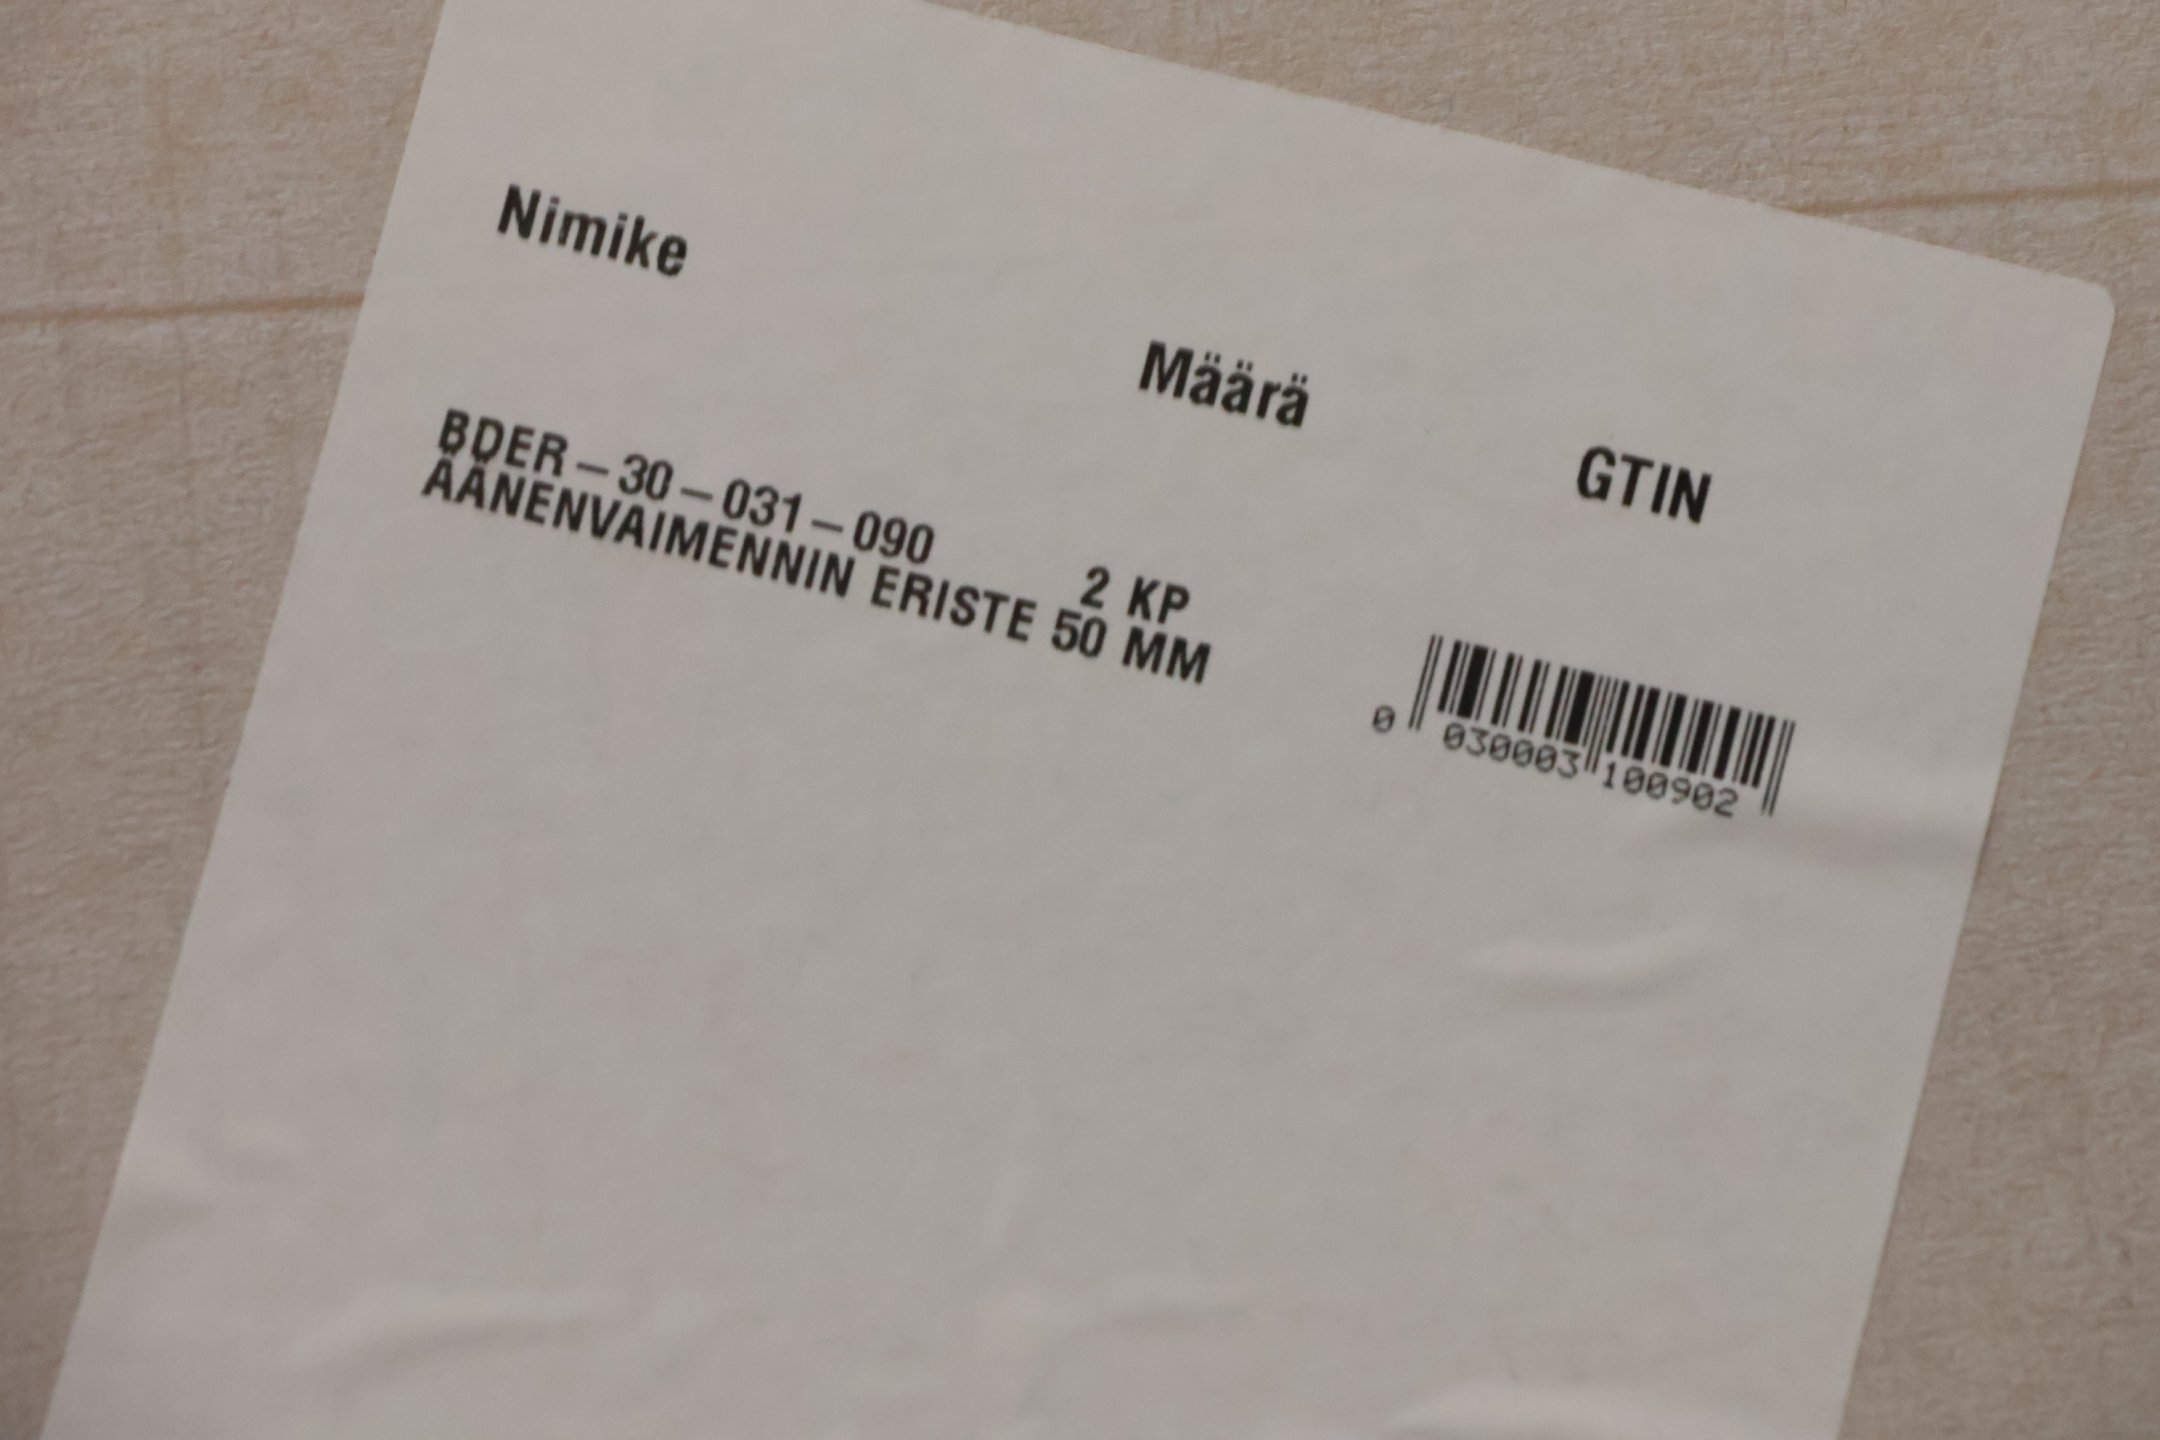 Nimike Määrä GTIN
BDER-30-031-090 2 KP
ÄÄNENVAIMENNIN ERISTE 50 MM
0 030003 100902